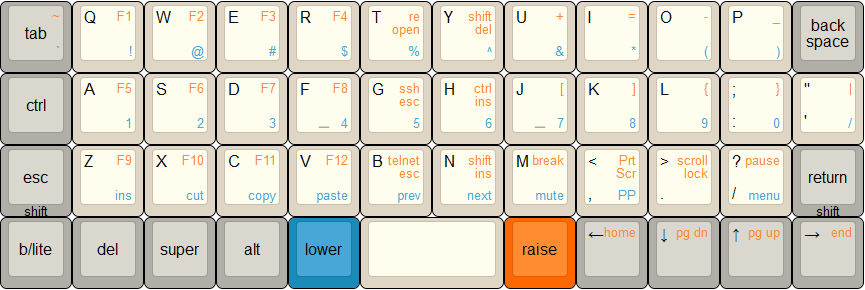 tab ~ `
Q F1 !
W F2 @
E F3 #
R F4 $
T re open %
Y shift del ^
U + &
I = *
O - (
P _ )
back space
ctrl
A F5 1
S F6 2
D F7 3
F F8 _ 4
G ssh esc 5
H ctrl ins 6
J [ _ 7
K ] 8
L { 9
; } : 0
" | ' /
esc shift
Z F9 ins
X F10 cut
C F11 copy
V F12 paste
B telnet esc prev
N shift ins next
M break mute
< Prt Scr , PP
> scroll lock .
? pause / menu
return shift
b/lite
del
super
alt
lower
raise
← home
↓ pg dn
↑ pg up
→ end